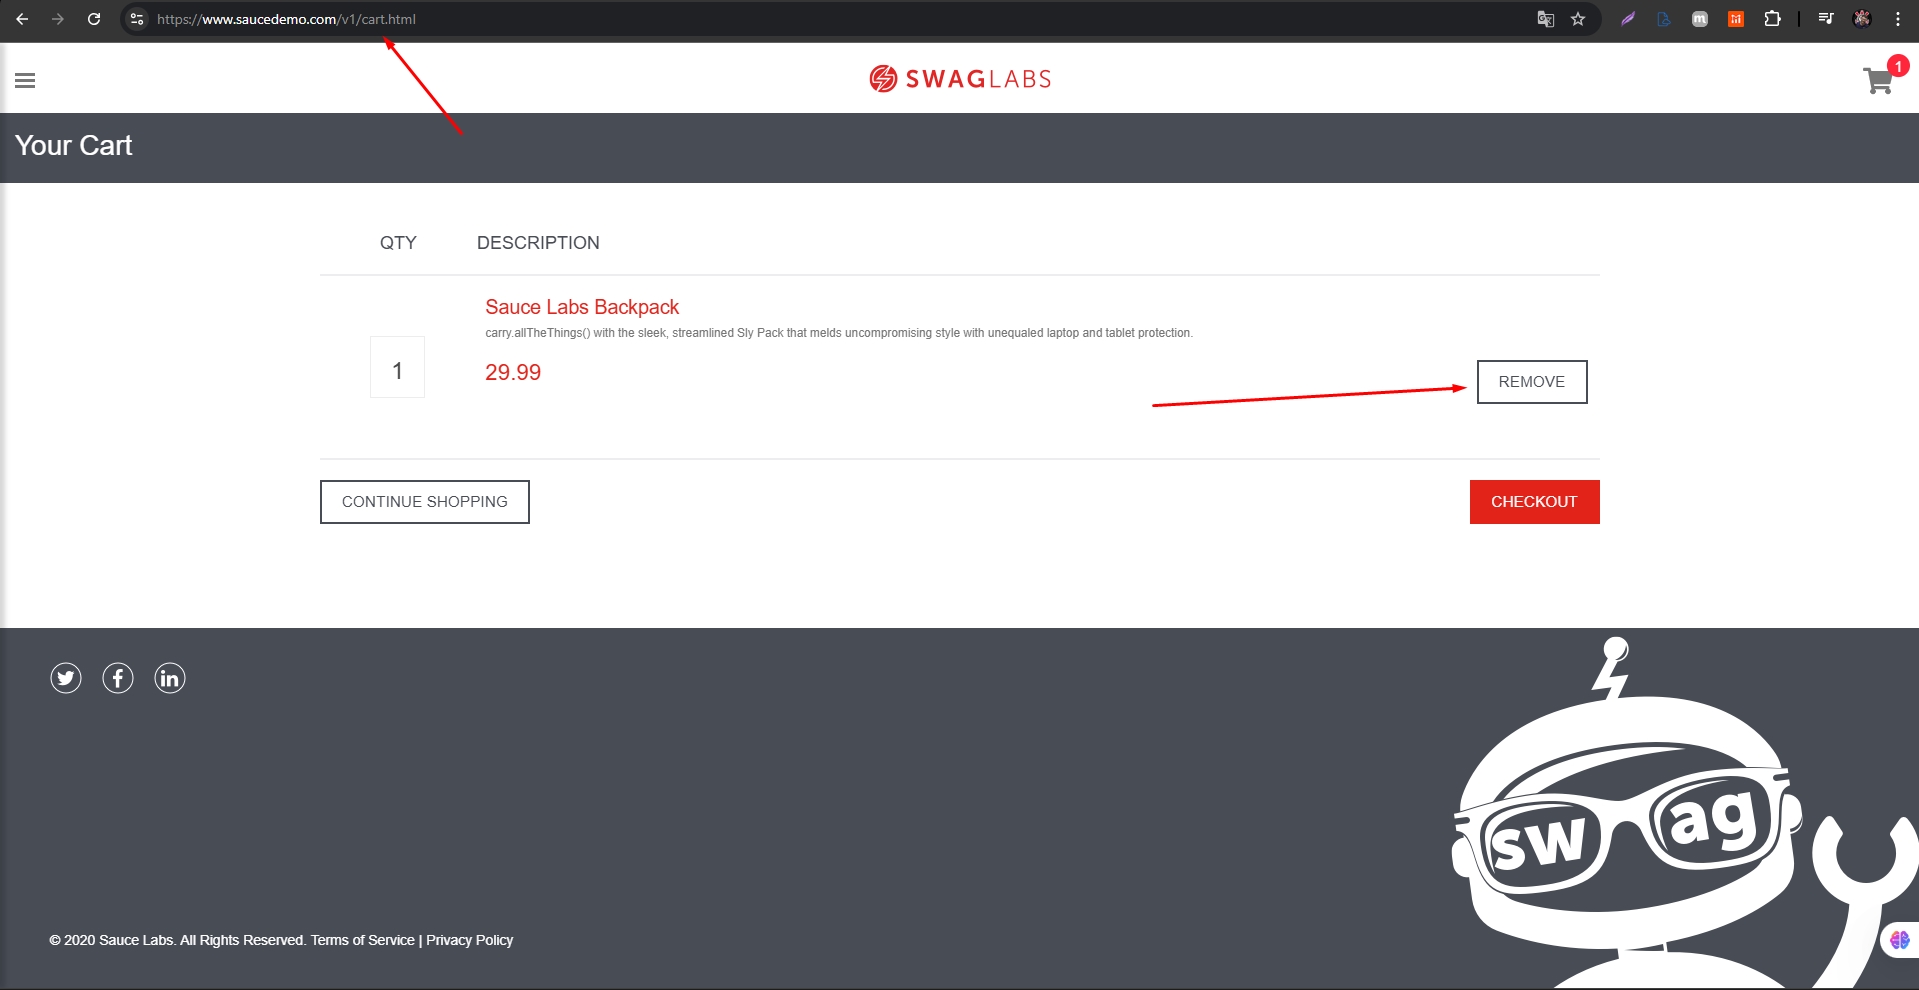 https://www.saucedemo.com/v1/cart.html
SWAGLABS
1
Your Cart
QTY DESCRIPTION
Sauce Labs Backpack
carry.allTheThings() with the sleek, streamlined Sly Pack that melds uncompromising style with unequaled laptop and tablet protection.
1
29.99
REMOVE
CONTINUE SHOPPING
CHECKOUT
sw ag
© 2020 Sauce Labs. All Rights Reserved. Terms of Service | Privacy Policy